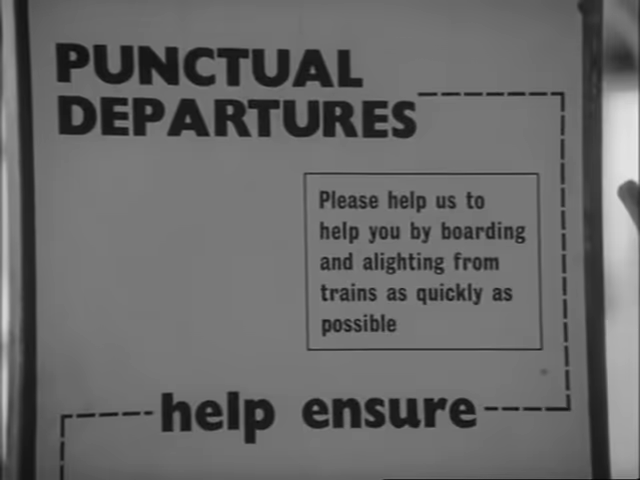 PUNCTUAL
DEPARTURES
Please help us to
help you by boarding
and alighting from
trains as quickly as
possible
help ensure